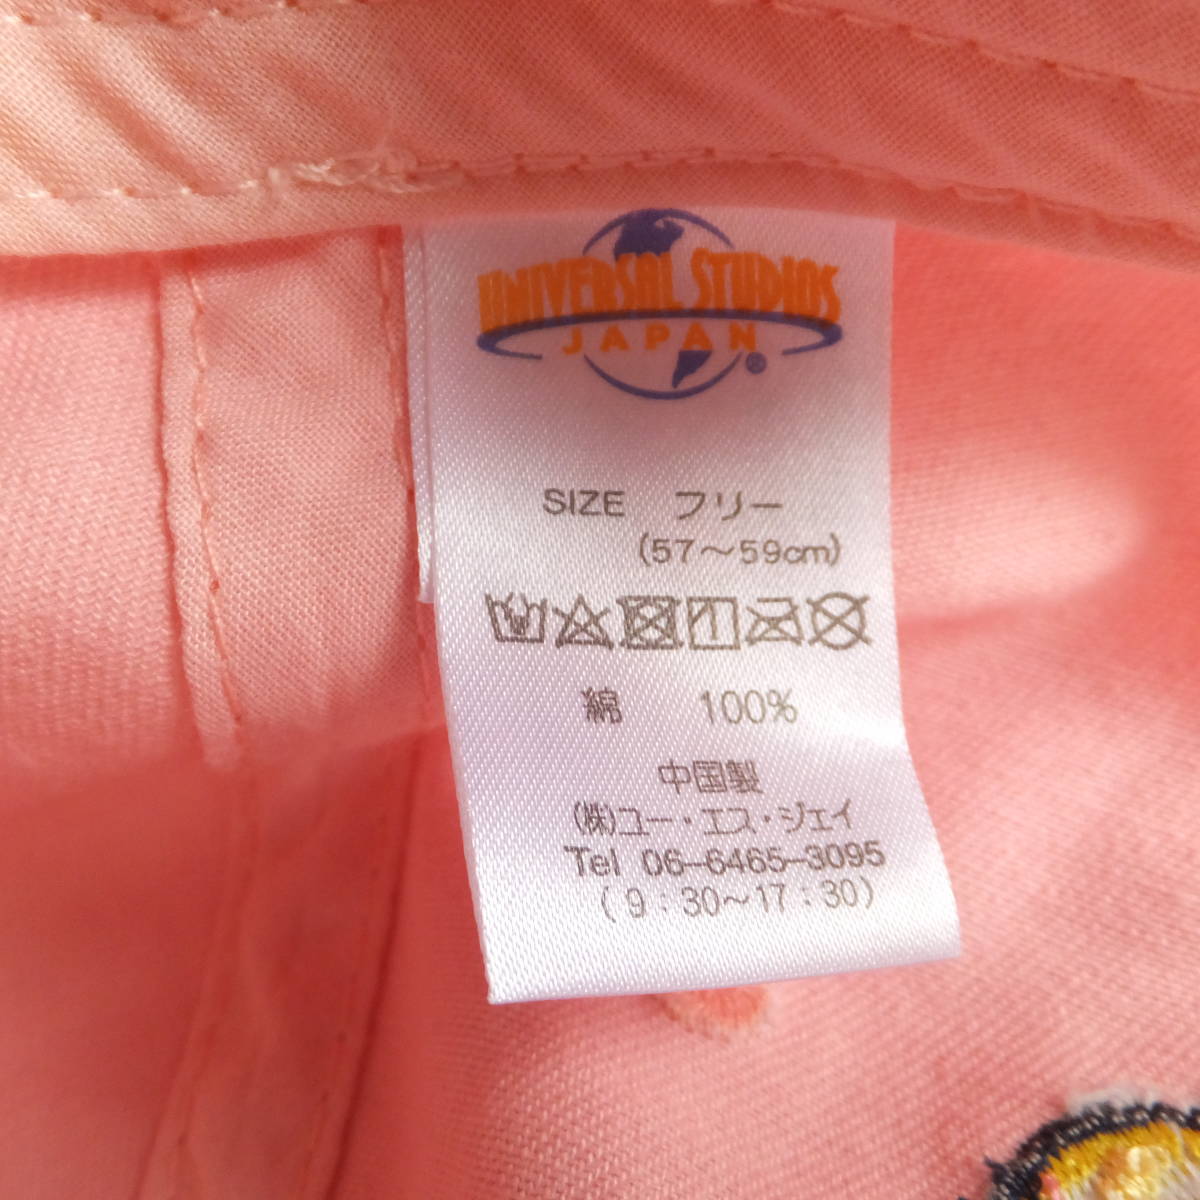 UNIVERSAL STUDIOS
JAPAN®
SIZE フリー
(57～59cm)
綿 100%
中国製
(株)ユー・エス・ジェイ
Tel 06-6465-3095
(9:30～17:30)